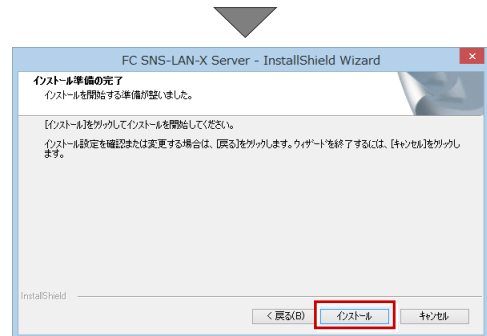 FC SNS-LAN-X Server - InstallShield Wizard
インストール準備の完了
インストールを開始する準備が整いました。
[インストール]をクリックしてインストールを開始してください。
インストール設定を確認または変更する場合は、[戻る]をクリックします。ウィザードを終了するには、[キャンセル]をクリックし
ます。
InstallShield
< 戻る(B) インストール キャンセル